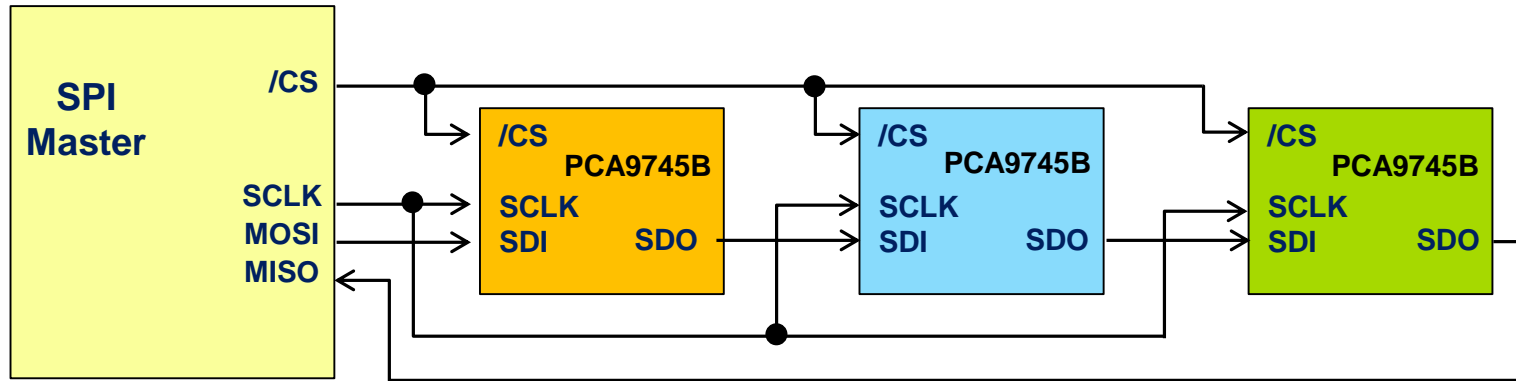 SPI
Master
/CS
SCLK
MOSI
MISO
/CS
PCA9745B
SCLK
SDI SDO
/CS
PCA9745B
SCLK
SDI SDO
/CS
PCA9745B
SCLK
SDI SDO